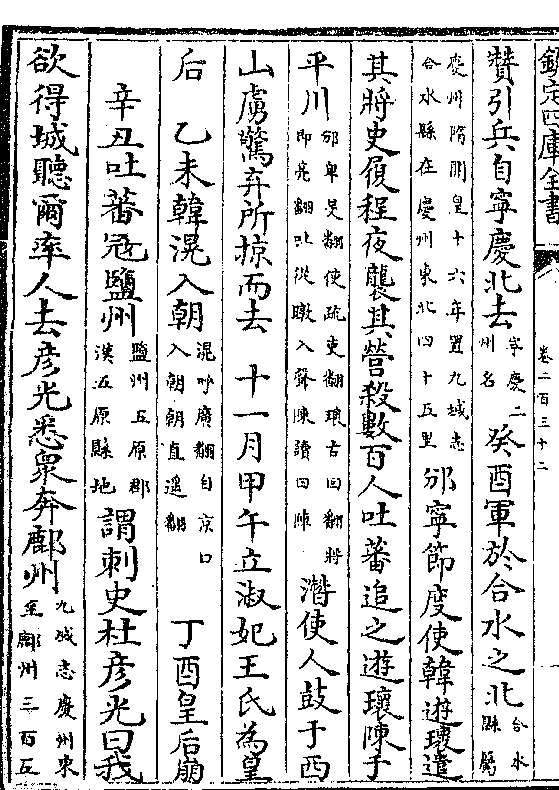 欽定四庫全書 卷二百三十二
贊引兵自寧慶北去寧慶二州名癸酉軍於合水之北合水縣屬
慶州隋開皇十六年置九域志合水縣在慶州東北四十五里邠寧節度使韓遊瓌遣
其將史履程夜襲其營殺數百人吐蕃追之遊瓌陳于
平川邠卑旻翻使疏吏翻瓌古回翻將即亮翻吐從暾入聲陳讀曰陣潛使人鼓于西
山虜驚弃所掠而去 十一月甲午立淑妃王氏為皇
后 乙未韓滉入朝滉呼廣翻自京口入朝朝直遥翻 丁酉皇后崩
辛丑吐蕃寇鹽州鹽州五原郡漢五原縣地謂刺史杜彦光曰我
欲得城聽爾率人去彦光悉衆奔鄜州九域志慶州東至鄜州三百五